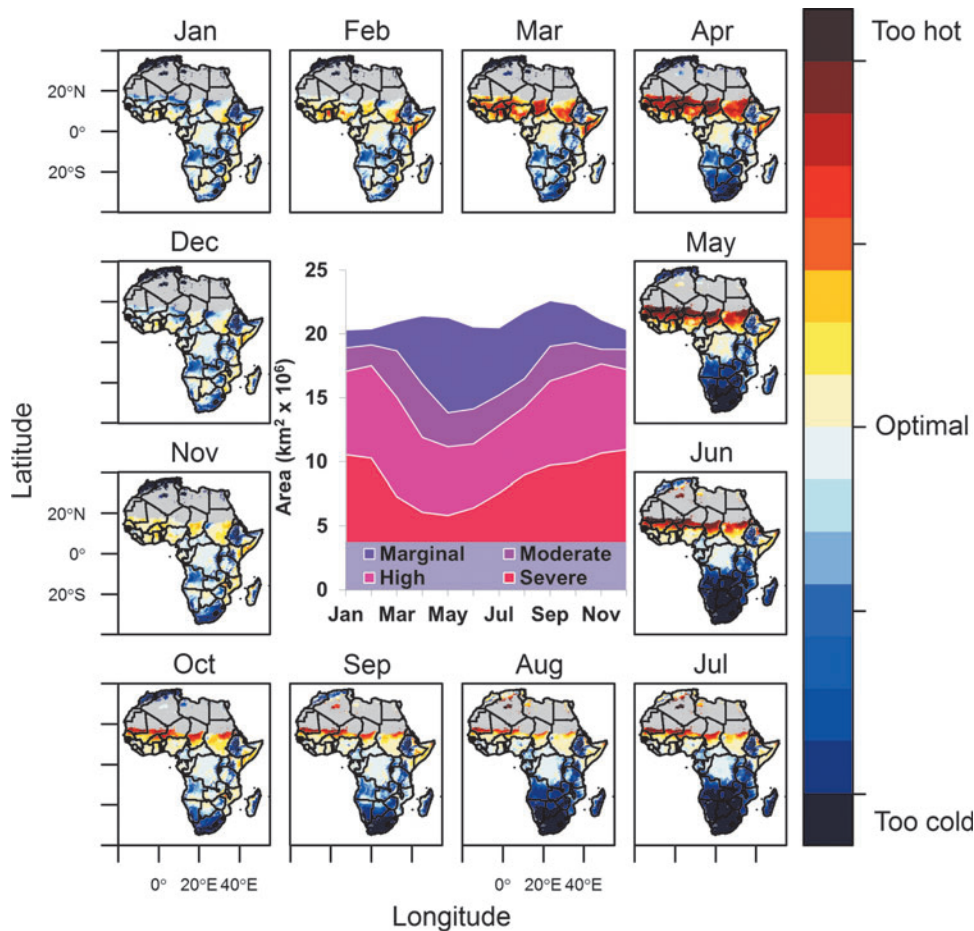 Jan Feb Mar Apr
Too hot
20°N
0°
20°S
Dec
May
25
20
15
10
5
0
Area (km² x 10⁶)
Marginal Moderate
High Severe
Jan Mar May Jul Sep Nov
Optimal
Latitude
Nov
Jun
20°N
0°
20°S
Oct Sep Aug Jul
Too cold
0° 20°E 40°E
0° 20°E 40°E
Longitude